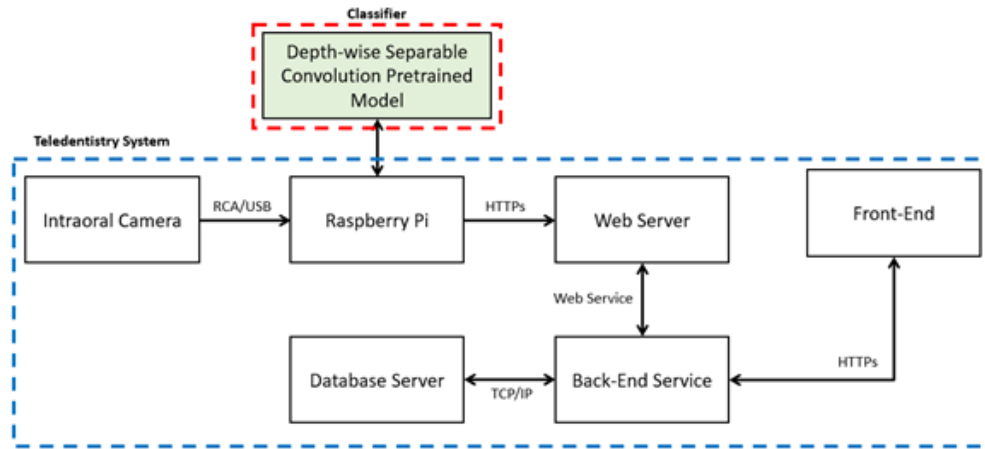 Classifier
Depth-wise Separable
Convolution Pretrained
Model
Teledentistry System
Intraoral Camera
RCA/USB
Raspberry Pi
HTTPs
Web Server
Front-End
Web Service
Database Server
TCP/IP
Back-End Service
HTTPs